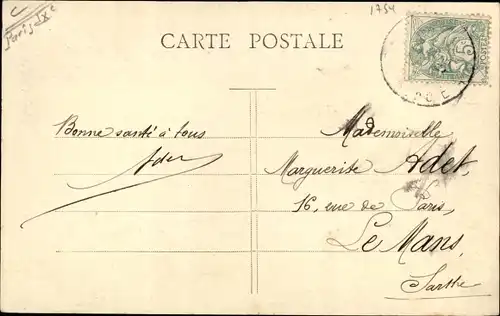 Paris IXe
1754
CARTE POSTALE
Bonne santé à tous
Mademoiselle
Marguerite Adet,
16, rue de Paris,
Le Mans,
Sarthe